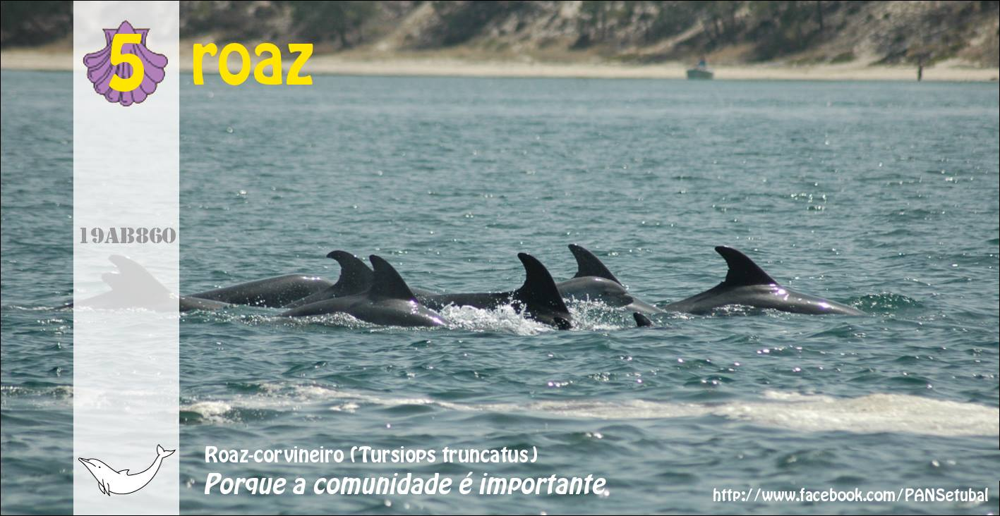 5 roaz
19AB860
Roaz-corvineiro (Tursiops truncatus)
Porque a comunidade é importante.
http://www.facebook.com/PANSetubal